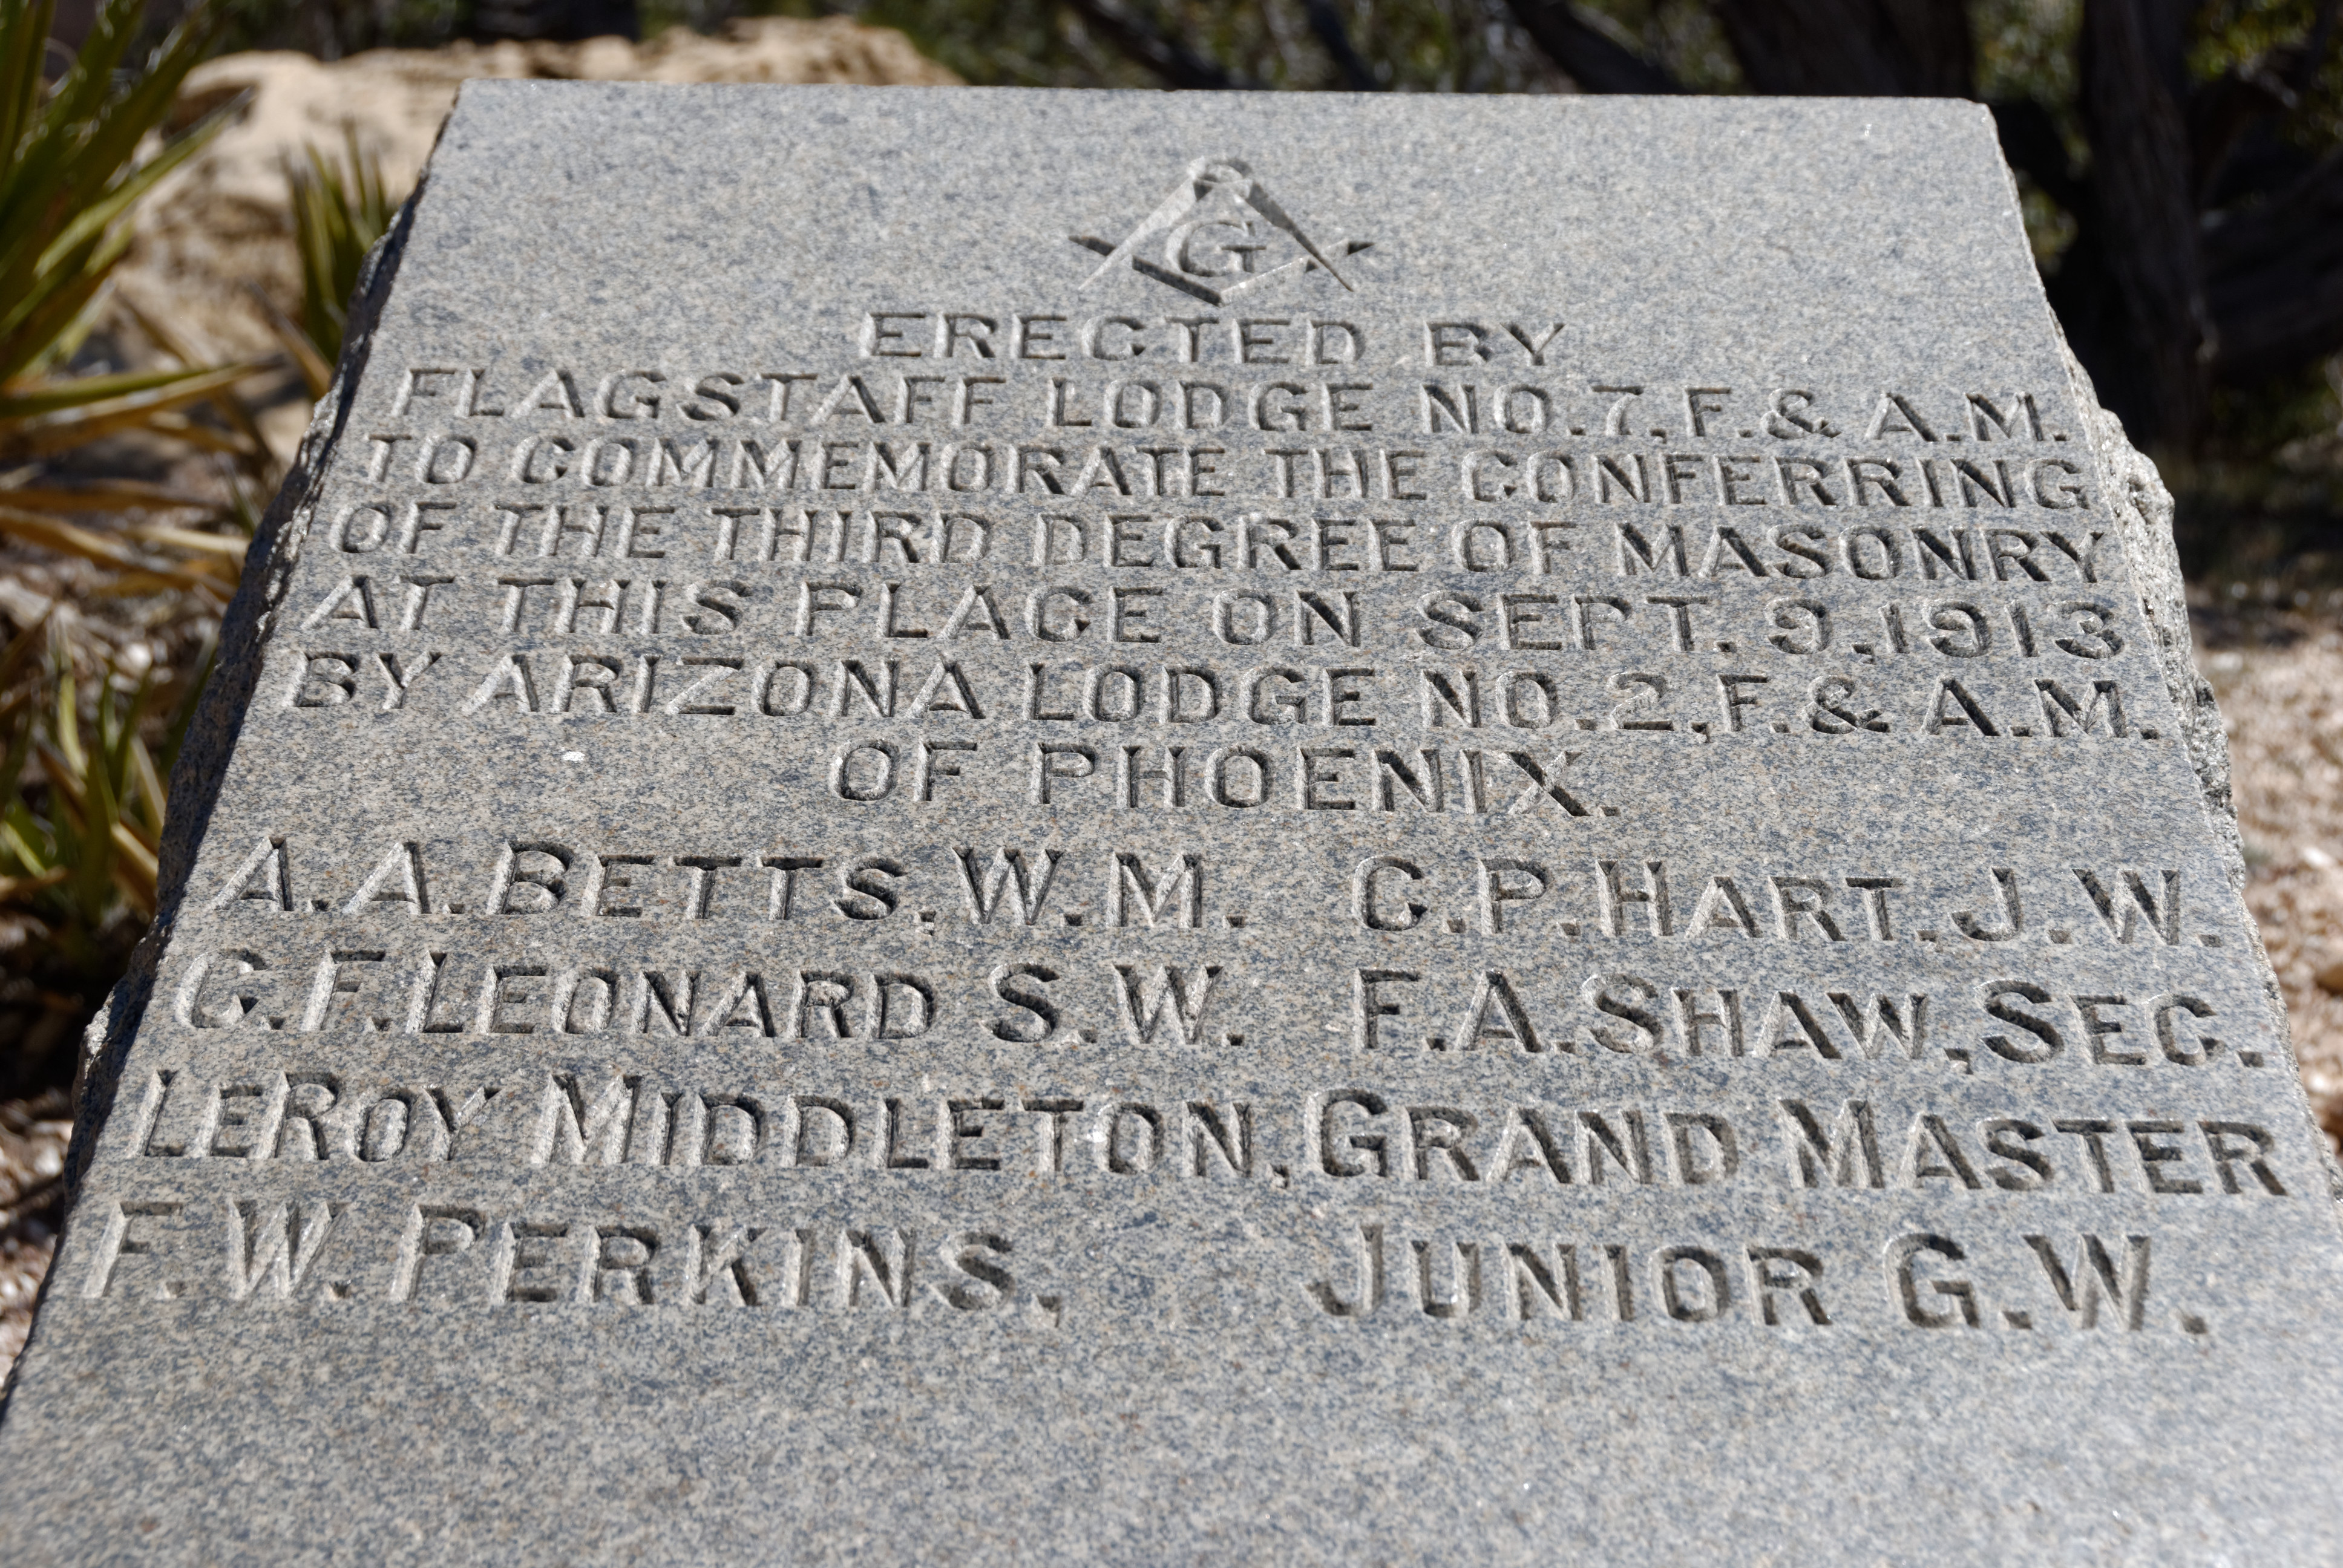 G
ERECTED BY
FLAGSTAFF LODGE NO.7, F.& A.M.
TO COMMEMORATE THE CONFERRING
OF THE THIRD DEGREE OF MASONRY
AT THIS PLACE ON SEPT. 9,1913
BY ARIZONA LODGE NO.2,F.& A.M.
OF PHOENIX.
A.A.BETTS,W.M. C.P.HART.J.W.
C.F.LEONARD S.W. F.A.SHAW,SEC.
LEROY MIDDLETON,GRAND MASTER
F.W.PERKINS, JUNIOR G.W.